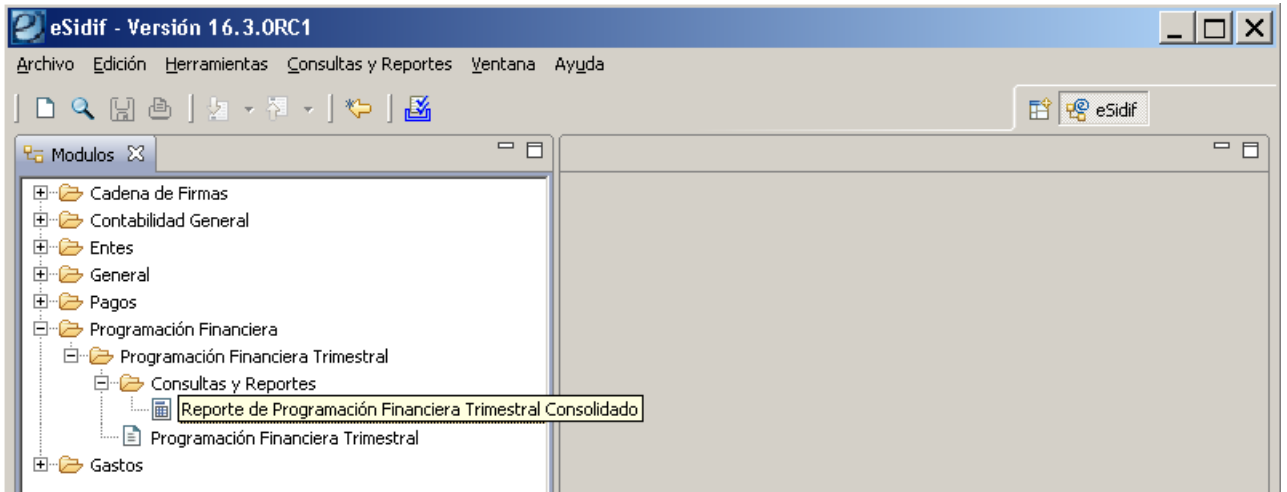 eSidif - Versión 16.3.0RC1
Archivo Edición Herramientas Consultas y Reportes Ventana Ayuda
eSidif
Modulos
Cadena de Firmas
Contabilidad General
Entes
General
Pagos
Programación Financiera
Programación Financiera Trimestral
Consultas y Reportes
Reporte de Programación Financiera Trimestral Consolidado
Programación Financiera Trimestral
Gastos